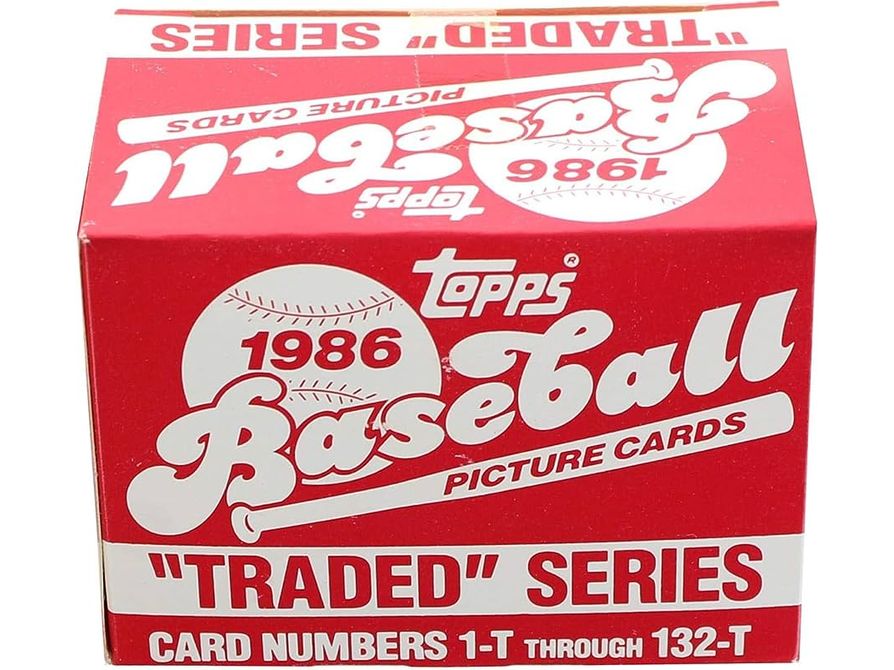 "TRADED" SERIES
PICTURE CARDS
Baseball
1986
TOPPS
TOPPS®
1986
Baseball
PICTURE CARDS
"TRADED" SERIES
CARD NUMBERS 1-T THROUGH 132-T